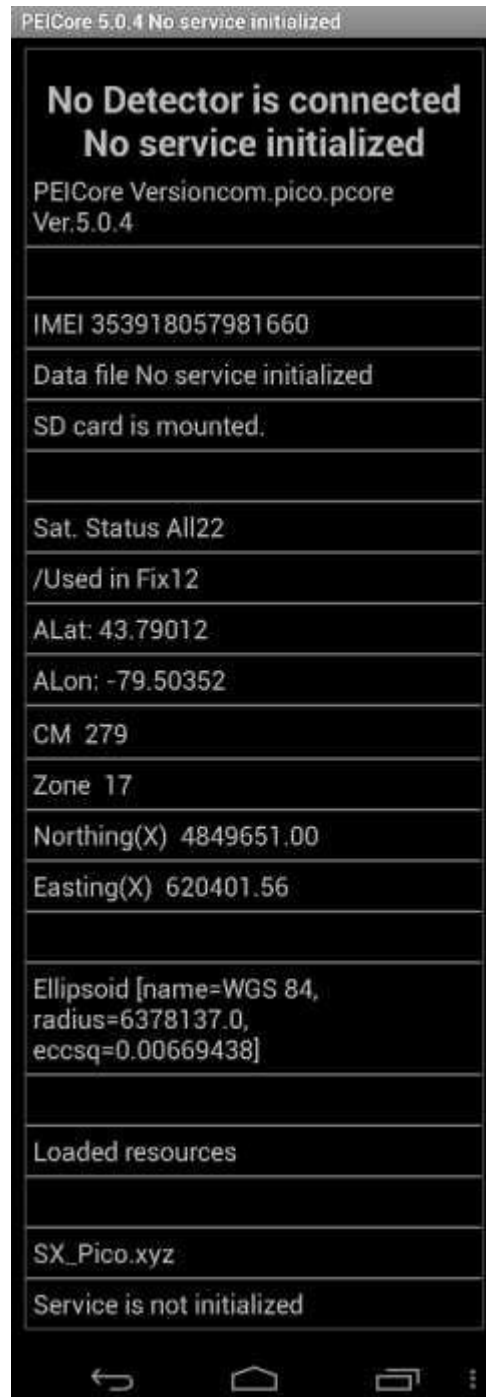 PEICore 5.0.4 No service initialized
No Detector is connected
No service initialized
PEICore Versioncom.pico.pcore
Ver.5.0.4
IMEI 353918057981660
Data file No service initialized
SD card is mounted.
Sat. Status All22
/Used in Fix12
ALat: 43.79012
ALon: -79.50352
CM 279
Zone 17
Northing(X) 4849651.00
Easting(X) 620401.56
Ellipsoid [name=WGS 84,
radius=6378137.0,
eccsq=0.00669438]
Loaded resources
SX_Pico.xyz
Service is not initialized